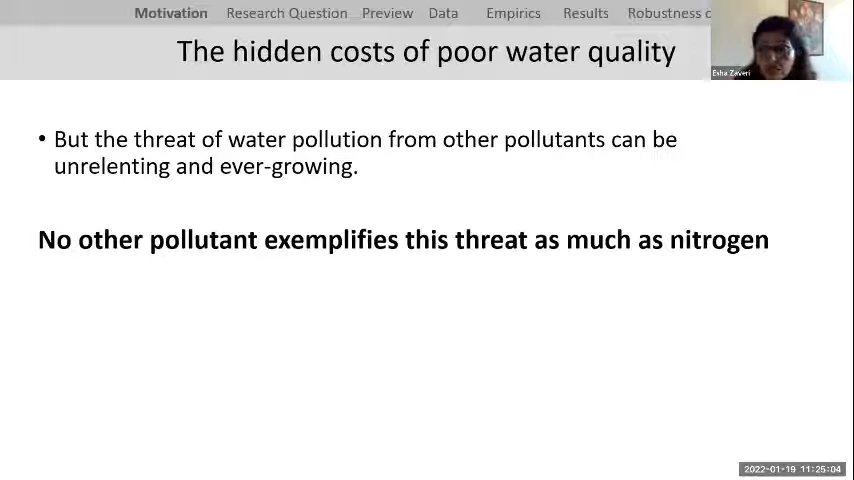 Motivation Research Question Preview Data Empirics Results Robustness
The hidden costs of poor water quality
Esha Zaveri
• But the threat of water pollution from other pollutants can be
unrelenting and ever-growing.
No other pollutant exemplifies this threat as much as nitrogen
2022-01-19 11:25:04